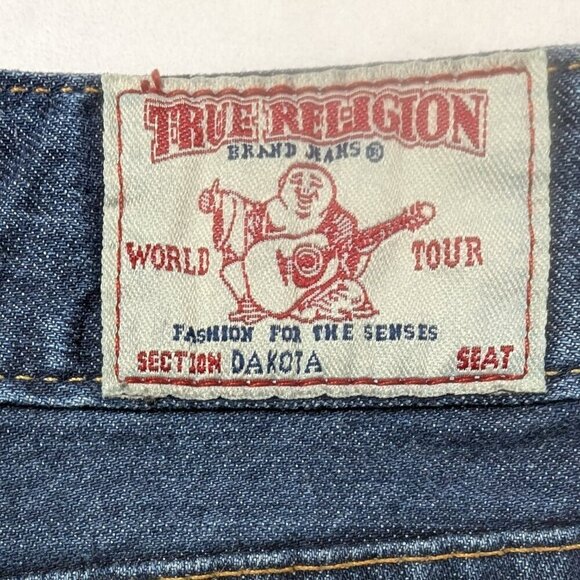 TRUE RELIGION
BRAND JEANS®
WORLD TOUR
FASHION FOR THE SENSES
SECTION DAKOTA SEAT